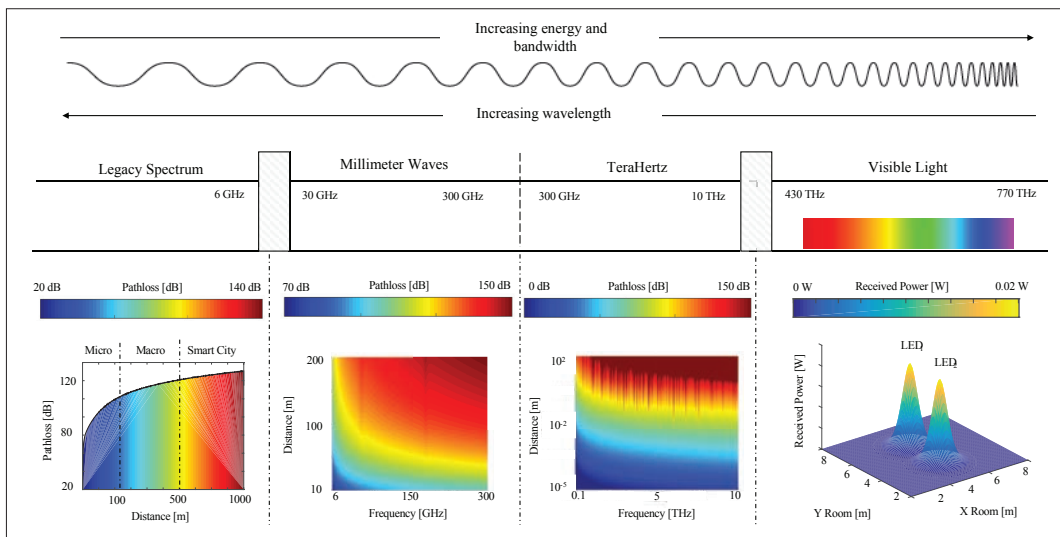 Increasing energy and
bandwidth
Increasing wavelength
Legacy Spectrum
Millimeter Waves
TeraHertz
Visible Light
6 GHz
30 GHz
300 GHz
300 GHz
10 THz
430 THz
770 THz
20 dB
Pathloss [dB]
140 dB
70 dB
Pathloss [dB]
150 dB
0 dB
Pathloss [dB]
150 dB
0 W
Received Power [W]
0.02 W
Micro
Macro
Smart City
Pathloss [dB]
120
80
20
100
500
1000
Distance [m]
Distance [m]
200
100
10
6
150
300
Frequency [GHz]
Distance [m]
10²
10⁻²
10⁻⁵
0.1
5
10
Frequency [THz]
LED
LED
Received Power [W]
8
6
4
2
2
4
6
8
Y Room [m]
X Room [m]